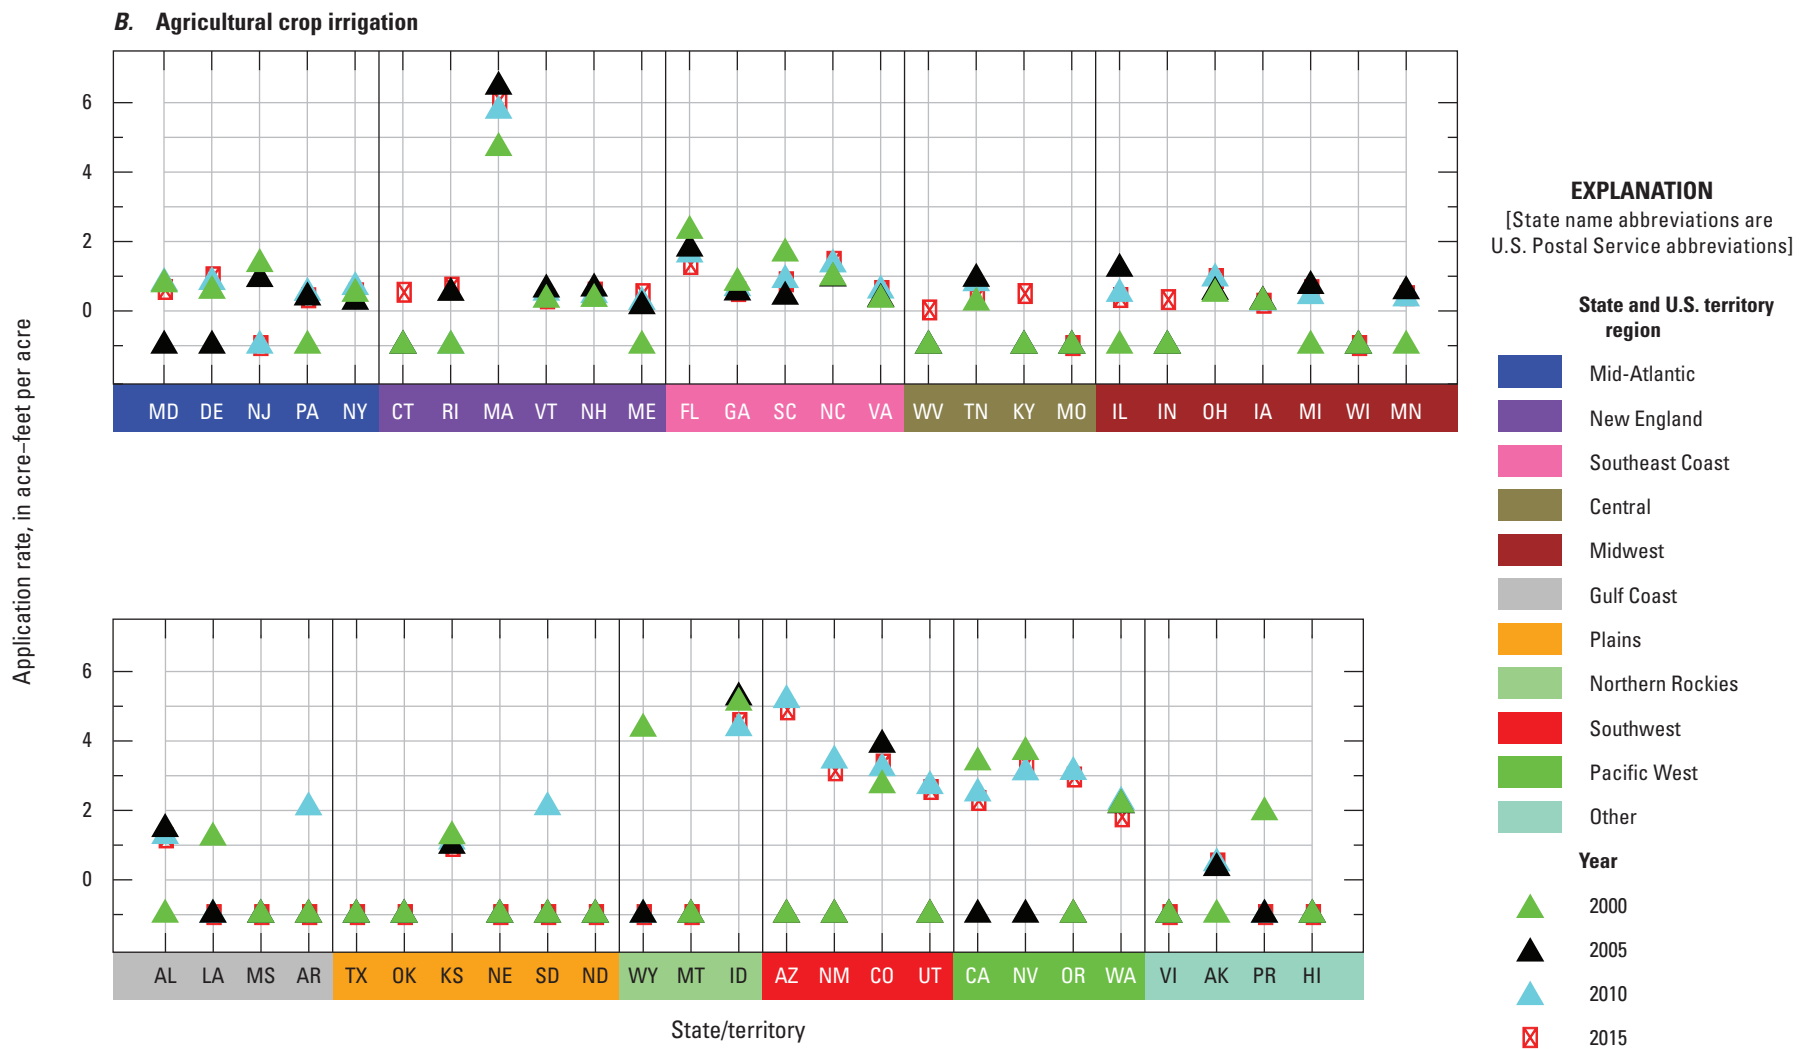 B. Agricultural crop irrigation
Application rate, in acre–feet per acre
6
4
2
0
MD DE NJ PA NY CT RI MA VT NH ME FL GA SC NC VA WV TN KY MO IL IN OH IA MI WI MN
6
4
2
0
AL LA MS AR TX OK KS NE SD ND WY MT ID AZ NM CO UT CA NV OR WA VI AK PR HI
State/territory
EXPLANATION
[State name abbreviations are
U.S. Postal Service abbreviations]
State and U.S. territory
region
Mid-Atlantic
New England
Southeast Coast
Central
Midwest
Gulf Coast
Plains
Northern Rockies
Southwest
Pacific West
Other
Year
2000
2005
2010
2015